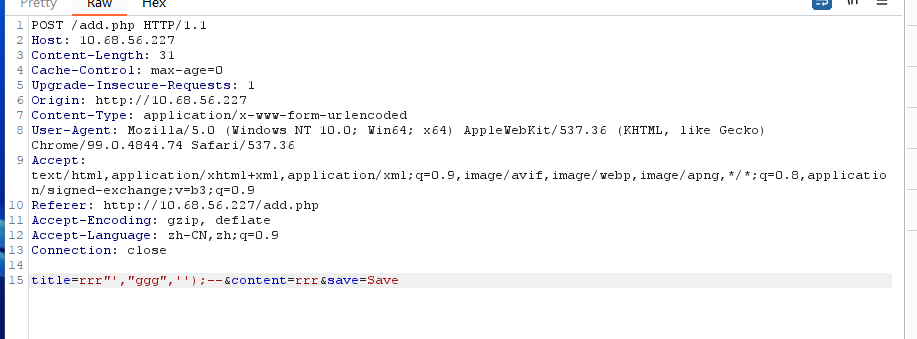 Pretty Raw Hex
1 POST /add.php HTTP/1.1
2 Host: 10.68.56.227
3 Content-Length: 31
4 Cache-Control: max-age=0
5 Upgrade-Insecure-Requests: 1
6 Origin: http://10.68.56.227
7 Content-Type: application/x-www-form-urlencoded
8 User-Agent: Mozilla/5.0 (Windows NT 10.0; Win64; x64) AppleWebKit/537.36 (KHTML, like Gecko)
Chrome/99.0.4844.74 Safari/537.36
9 Accept:
text/html,application/xhtml+xml,application/xml;q=0.9,image/avif,image/webp,image/apng,*/*;q=0.8,applicatio
n/signed-exchange;v=b3;q=0.9
10 Referer: http://10.68.56.227/add.php
11 Accept-Encoding: gzip, deflate
12 Accept-Language: zh-CN,zh;q=0.9
13 Connection: close
14
15 title=rrr"',"ggg",'');--&content=rrr&save=Save